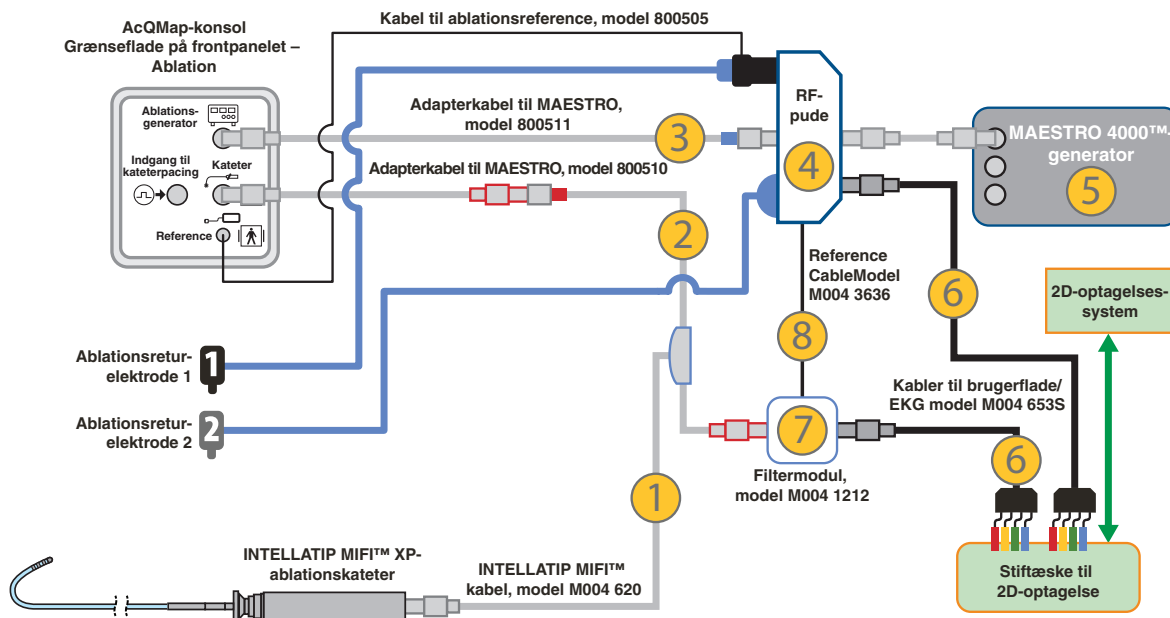 Kabel til ablationsreference, model 800505
AcQMap-konsol
Grænseflade på frontpanelet –
Ablation
Ablations-
generator
Indgang til
kateterpacing
Kateter
Reference
Adapterkabel til MAESTRO,
model 800511
3
Adapterkabel til MAESTRO, model 800510
2
RF-
pude
4
MAESTRO 4000™-
generator
5
Reference
CableModel
M004 3636
6
2D-optagelses-
system
8
Ablationsretur-
elektrode 1
1
Ablationsretur-
elektrode 2
2
Kabler til brugerflade/
EKG model M004 653S
7
6
Filtermodul,
model M004 1212
1
INTELLATIP MIFI™ XP-
ablationskateter
INTELLATIP MIFI™
kabel, model M004 620
Stiftæske til
2D-optagelse